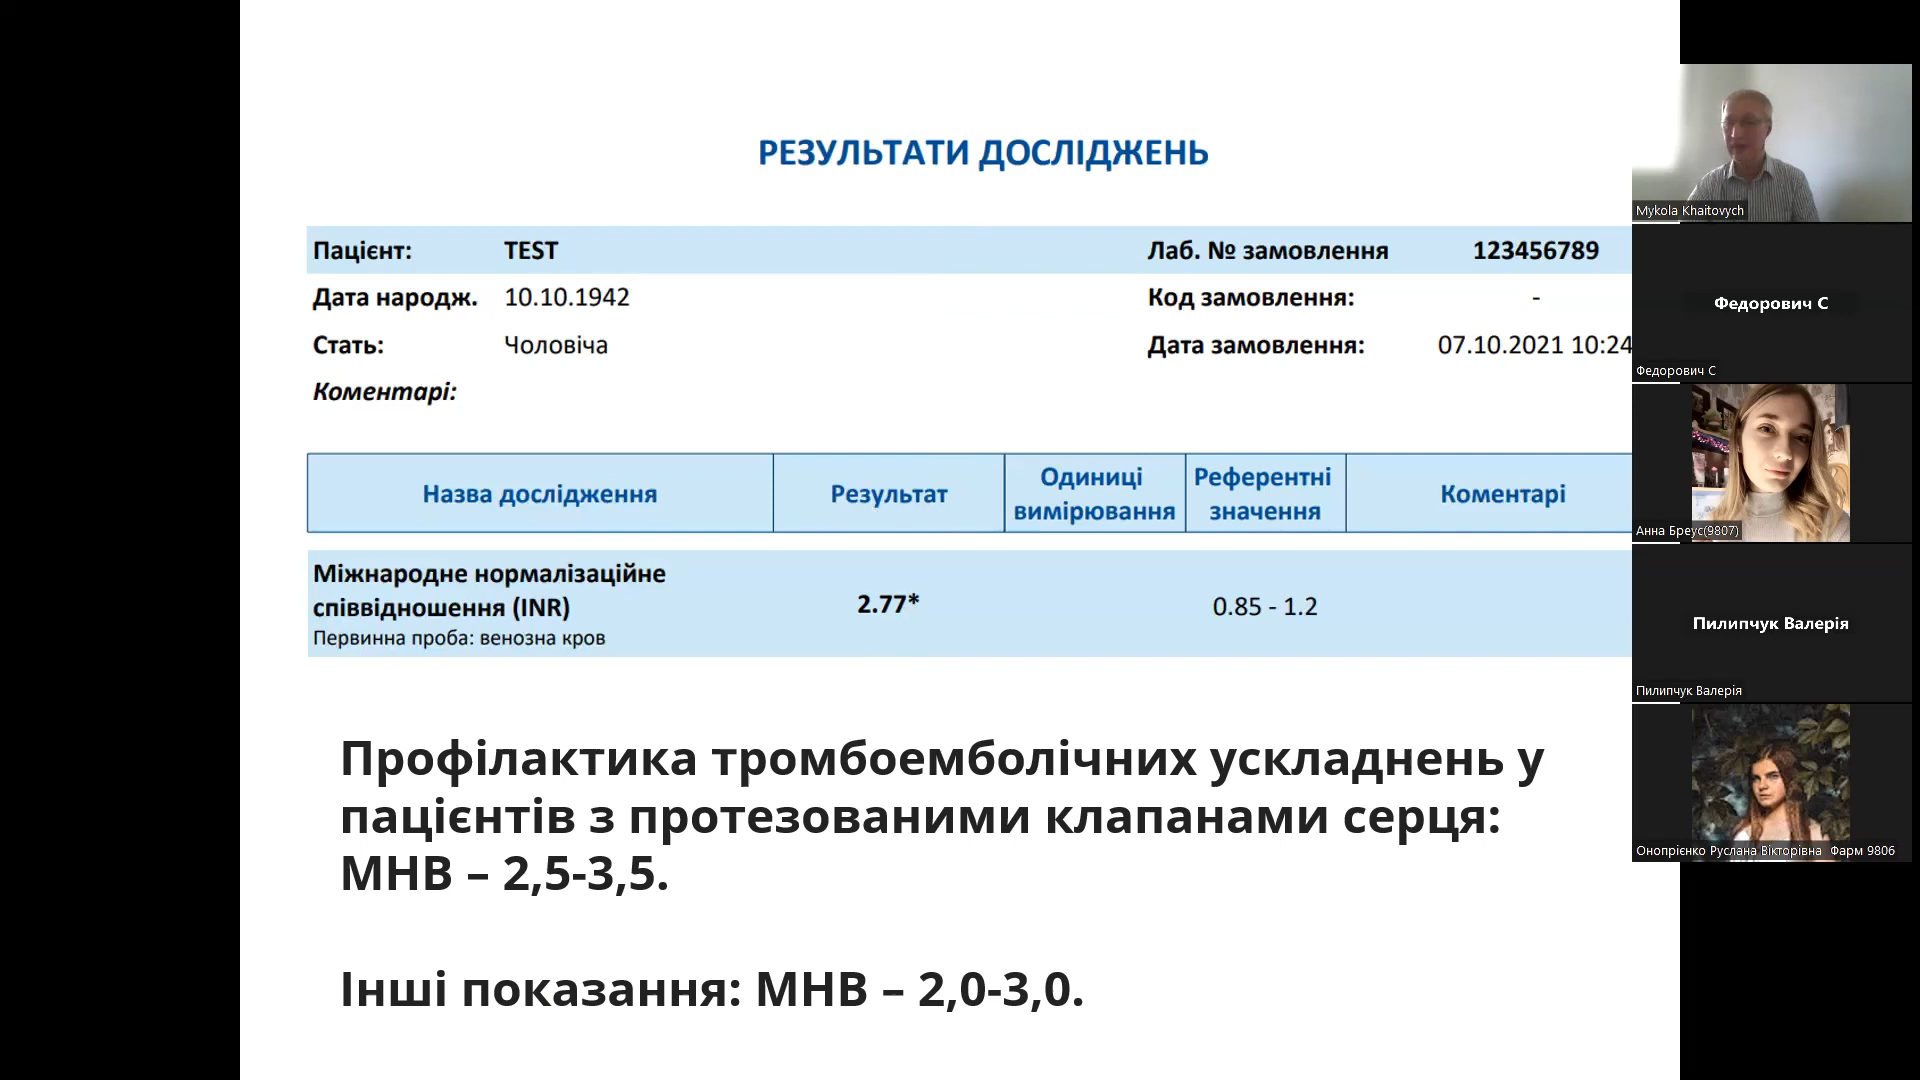 РЕЗУЛЬТАТИ ДОСЛІДЖЕНЬ
Пацієнт: TEST Лаб. № замовлення 123456789
Дата народж. 10.10.1942 Код замовлення: -
Стать: Чоловіча Дата замовлення: 07.10.2021 10:24
Коментарі:
Назва дослідження Результат Одиниці вимірювання Референтні значення Коментарі
Міжнародне нормалізаційне
співвідношення (INR) 2.77* 0.85 - 1.2
Первинна проба: венозна кров
Профілактика тромбоемболічних ускладнень у
пацієнтів з протезованими клапанами серця:
МНВ – 2,5-3,5.
Інші показання: МНВ – 2,0-3,0.
Mykola Khaitovych
Федорович С
Федорович С
Анна Бреус(9807)
Пилипчук Валерія
Пилипчук Валерія
Онопрієнко Руслана Вікторівна Фарм 9806